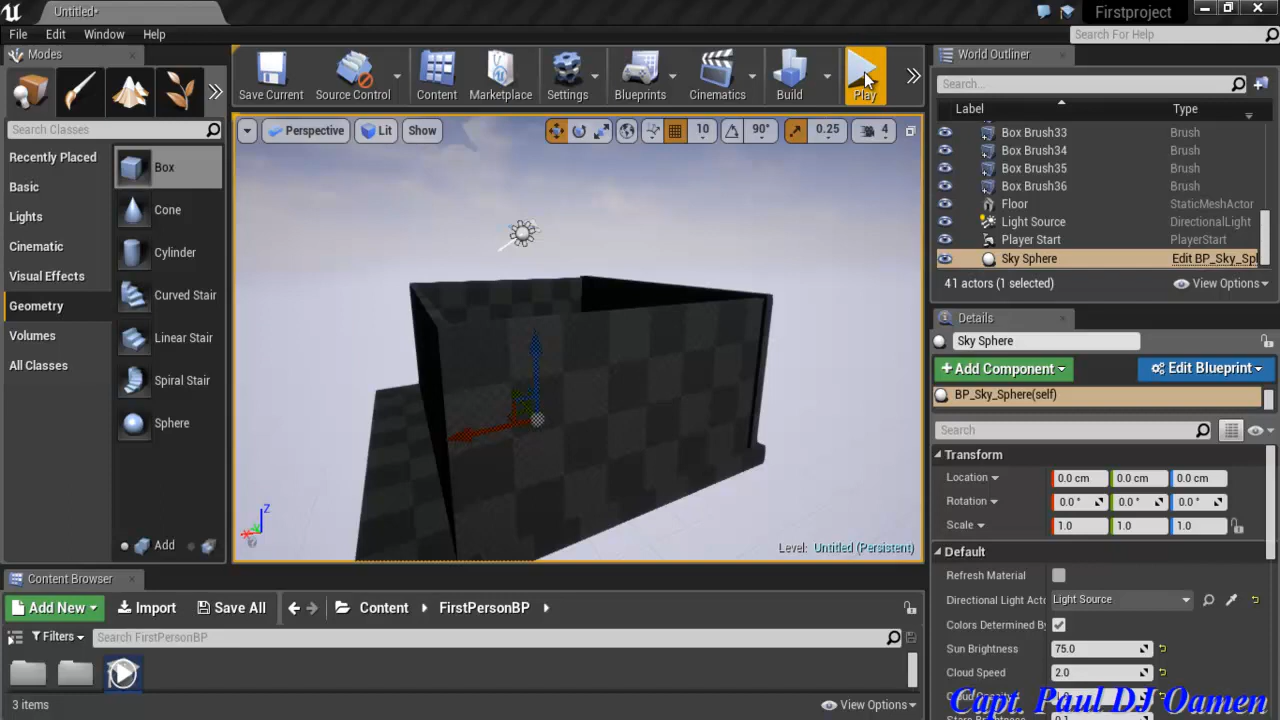 Untitled*
Firstproject
File Edit Window Help
Search For Help
Modes
Save Current
Source Control
Content
Marketplace
Settings
Blueprints
Cinematics
Build
Play
Search Classes
Recently Placed
Basic
Lights
Cinematic
Visual Effects
Geometry
Volumes
All Classes
Box
Cone
Cylinder
Curved Stair
Linear Stair
Spiral Stair
Sphere
Add
Perspective
Lit
Show
10
90°
0.25
4
Z
Level: Untitled (Persistent)
World Outliner
Search...
Label Type
Box Brush33 Brush
Box Brush34 Brush
Box Brush35 Brush
Box Brush36 Brush
Floor StaticMeshActor
Light Source DirectionalLight
Player Start PlayerStart
Sky Sphere Edit BP_Sky_Spl
41 actors (1 selected)
View Options
Details
Sky Sphere
+Add Component
Edit Blueprint
BP_Sky_Sphere(self)
Search
Transform
Location 0.0 cm 0.0 cm 0.0 cm
Rotation 0.0° 0.0° 0.0°
Scale 1.0 1.0 1.0
Default
Refresh Material
Directional Light Acto Light Source
Colors Determined By
Sun Brightness 75.0
Cloud Speed 2.0
Content Browser
Add New
Import
Save All
Content
FirstPersonBP
Filters
Search FirstPersonBP
3 items
View Options
Capt. Paul DJ Oamen